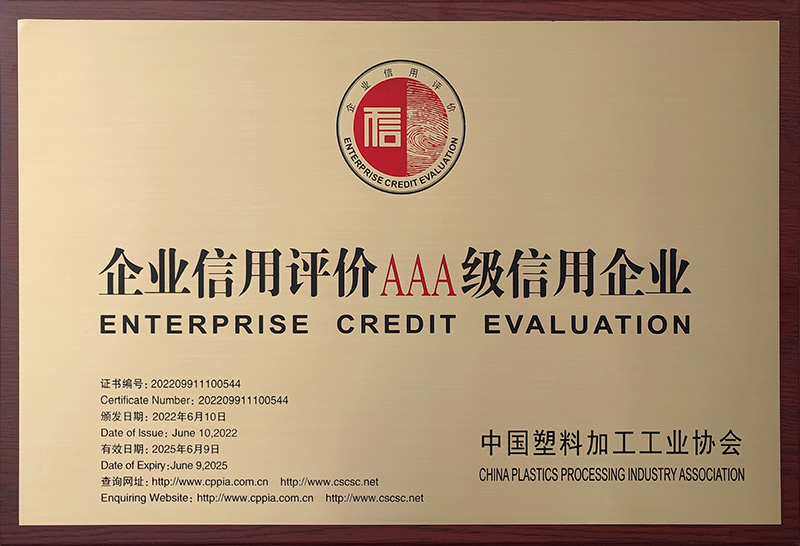 企业信用评价
信
ENTERPRISE CREDIT EVALUATION
企业信用评价AAA级信用企业
ENTERPRISE CREDIT EVALUATION
证书编号: 202209911100544
Certificate Number: 202209911100544
颁发日期: 2022年6月10日
Date of Issue: June 10,2022
有效日期: 2025年6月9日
Date of Expiry:June 9,2025
查询网址: http://www.cppia.com.cn http://www.cscsc.net
Enquiring Website: http://www.cppia.com.cn http://www.cscsc.net
中国塑料加工工业协会
CHINA PLASTICS PROCESSING INDUSTRY ASSOCIATION